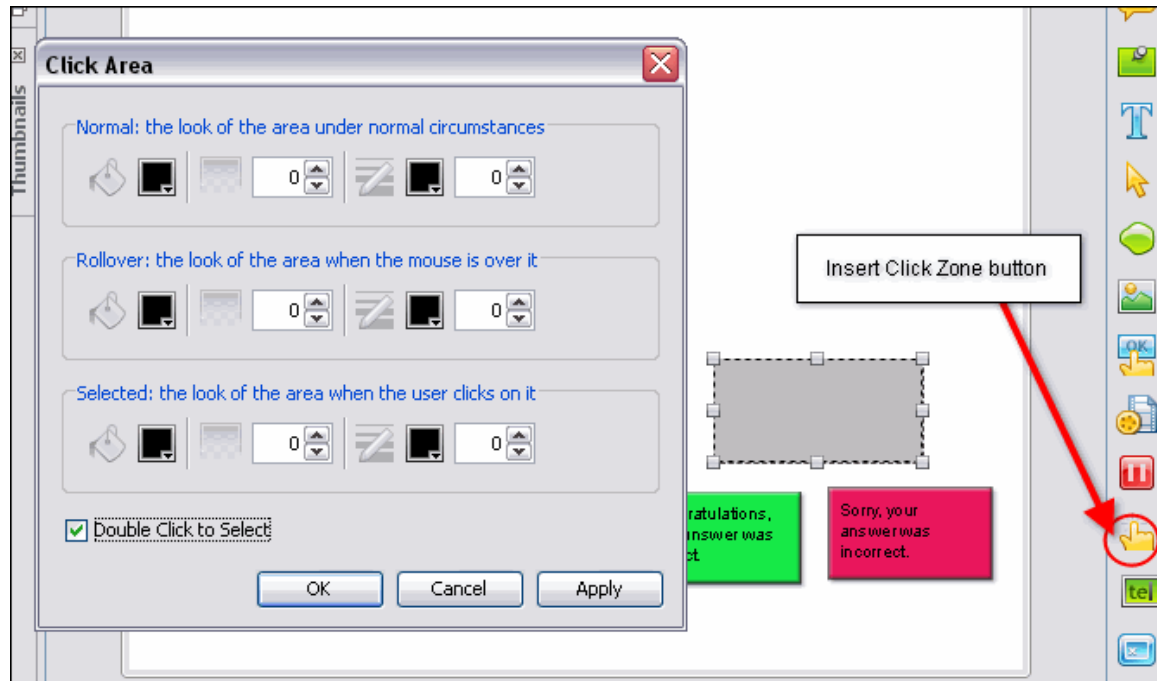 Click Area
Thumbnails
Normal: the look of the area under normal circumstances
0
0
Rollover: the look of the area when the mouse is over it
0
0
Selected: the look of the area when the user clicks on it
0
0
Double Click to Select
OK
Cancel
Apply
Insert Click Zone button
OK
ratulations,
answer was
ct.
Sorry, your
answer was
incorrect.
te